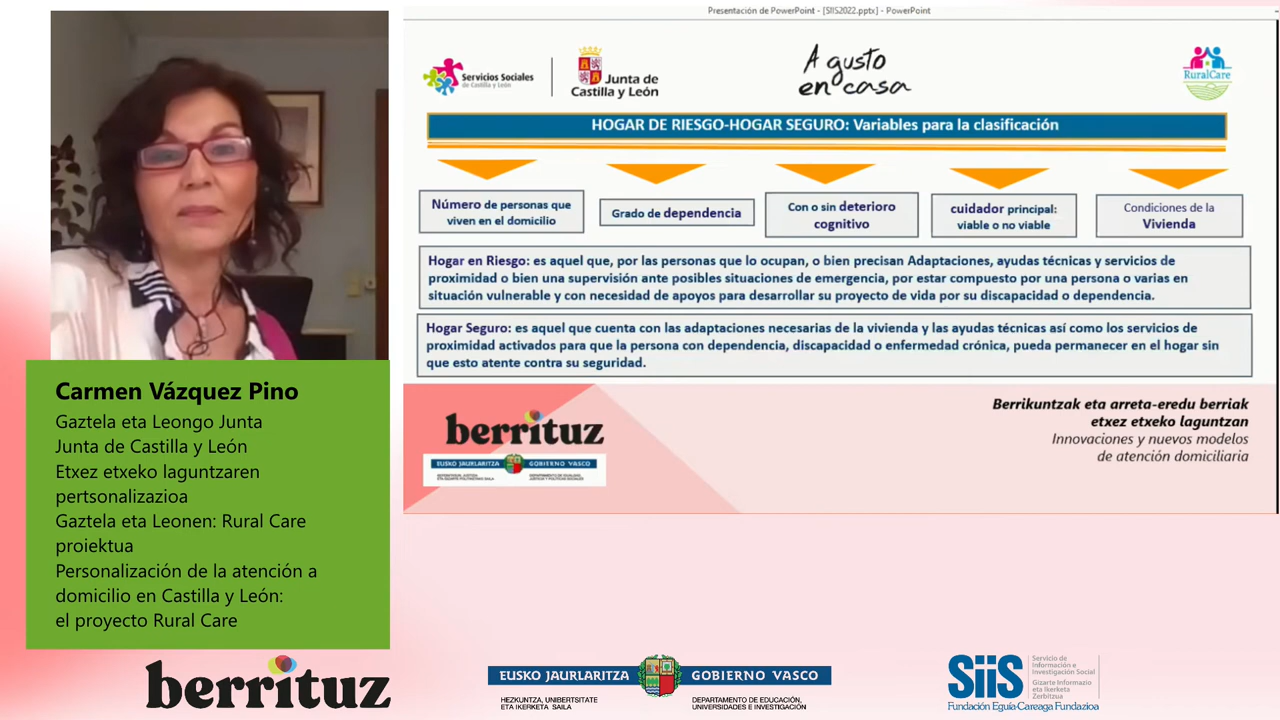 Presentación de PowerPoint - [SIIS2022.pptx] - PowerPoint
Servicios Sociales
de Castilla y León
Junta de
Castilla y León
A gusto
en casa
RuralCare
HOGAR DE RIESGO-HOGAR SEGURO: Variables para la clasificación
Número de personas que
viven en el domicilio
Grado de dependencia
Con o sin deterioro
cognitivo
cuidador principal:
viable o no viable
Condiciones de la
Vivienda
Hogar en Riesgo: es aquel que, por las personas que lo ocupan, o bien precisan Adaptaciones, ayudas técnicas y servicios de
proximidad o bien una supervisión ante posibles situaciones de emergencia, por estar compuesto por una persona o varias en
situación vulnerable y con necesidad de apoyos para desarrollar su proyecto de vida por su discapacidad o dependencia.
Hogar Seguro: es aquel que cuenta con las adaptaciones necesarias de la vivienda y las ayudas técnicas así como los servicios de
proximidad activados para que la persona con dependencia, discapacidad o enfermedad crónica, pueda permanecer en el hogar sin
que esto atente contra su seguridad.
berrituz
EUSKO JAURLARITZA GOBIERNO VASCO
Berrikuntzak eta arreta-eredu berriak
etxez etxeko laguntzan
Innovaciones y nuevos modelos
de atención domiciliaria
Carmen Vázquez Pino
Gaztela eta Leongo Junta
Junta de Castilla y León
Etxez etxeko laguntzaren
pertsonalizazioa
Gaztela eta Leonen: Rural Care
proiektua
Personalización de la atención a
domicilio en Castilla y León:
el proyecto Rural Care
berrituz
EUSKO JAURLARITZA GOBIERNO VASCO
HEZKUNTZA, UNIBERTSITATE
ETA IKERKETA SAILA
DEPARTAMENTO DE EDUCACIÓN,
UNIVERSIDADES E INVESTIGACIÓN
SiiS
Servicio de
Información e
Investigación Social
Gizarte Informazio
eta Ikerketa
Zerbitzua
Fundación Eguía-Careaga Fundazioa